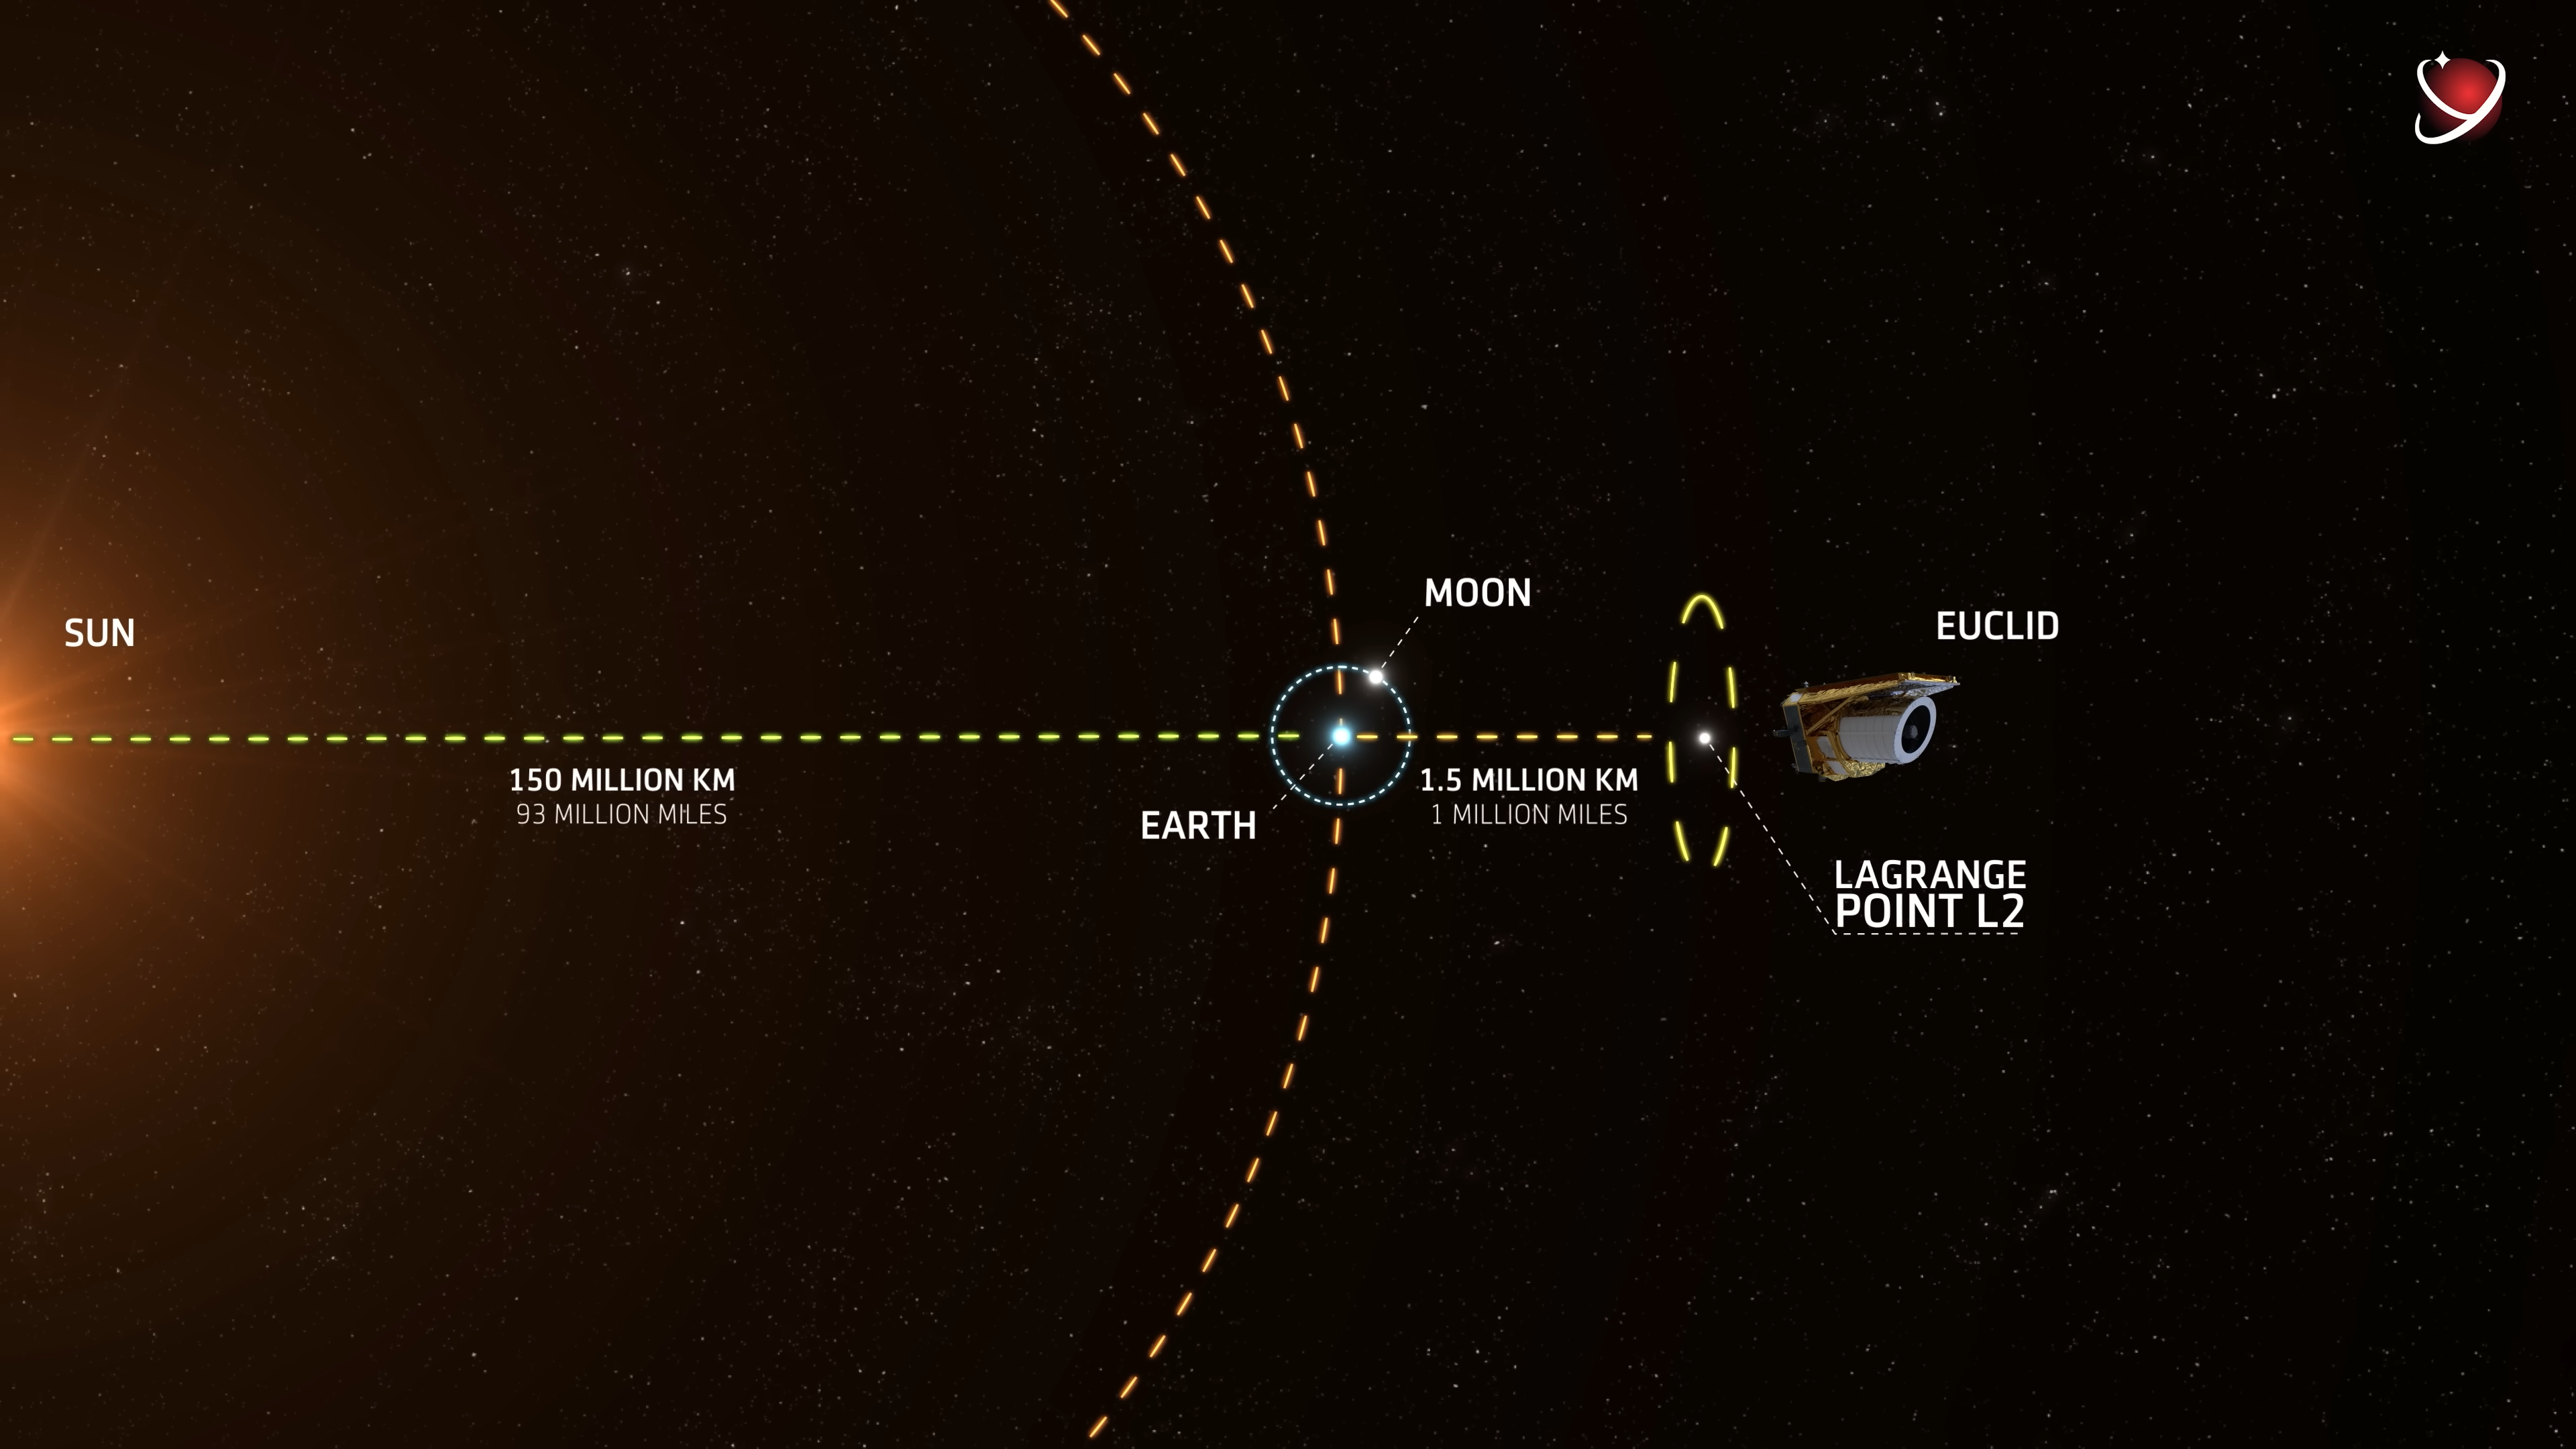 MOON
SUN
EUCLID
150 MILLION KM
93 MILLION MILES
EARTH
1.5 MILLION KM
1 MILLION MILES
LAGRANGE
POINT L2